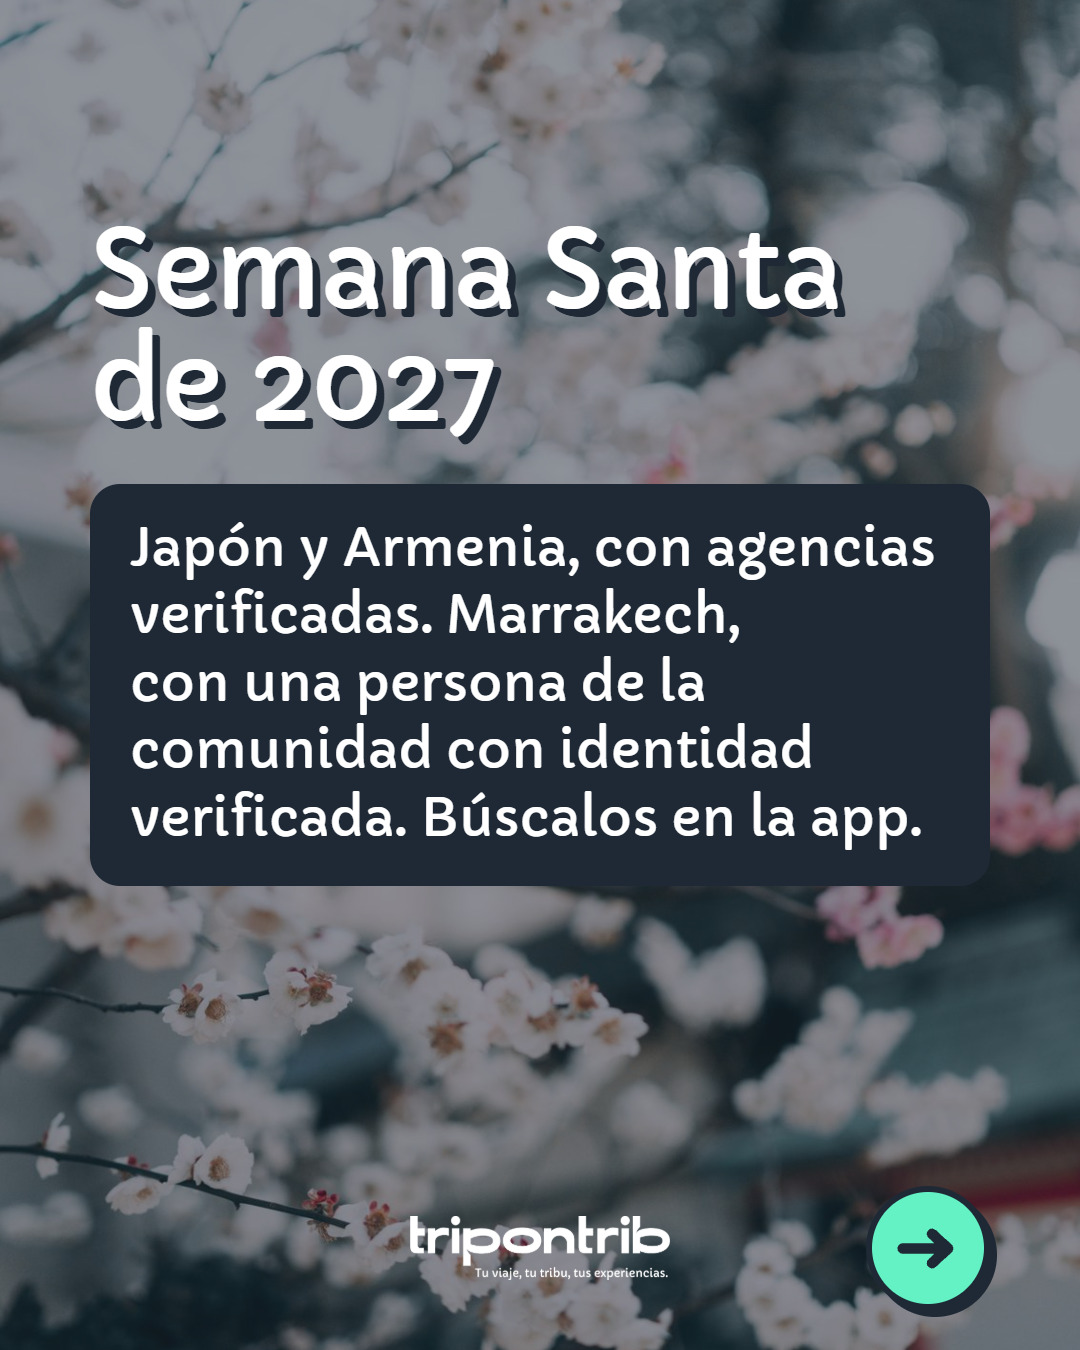 Semana Santa
de 2027
Japón y Armenia, con agencias
verificadas. Marrakech,
con una persona de la
comunidad con identidad
verificada. Búscalos en la app.
tripontrib
Tu viaje, tu tribu, tus experiencias.